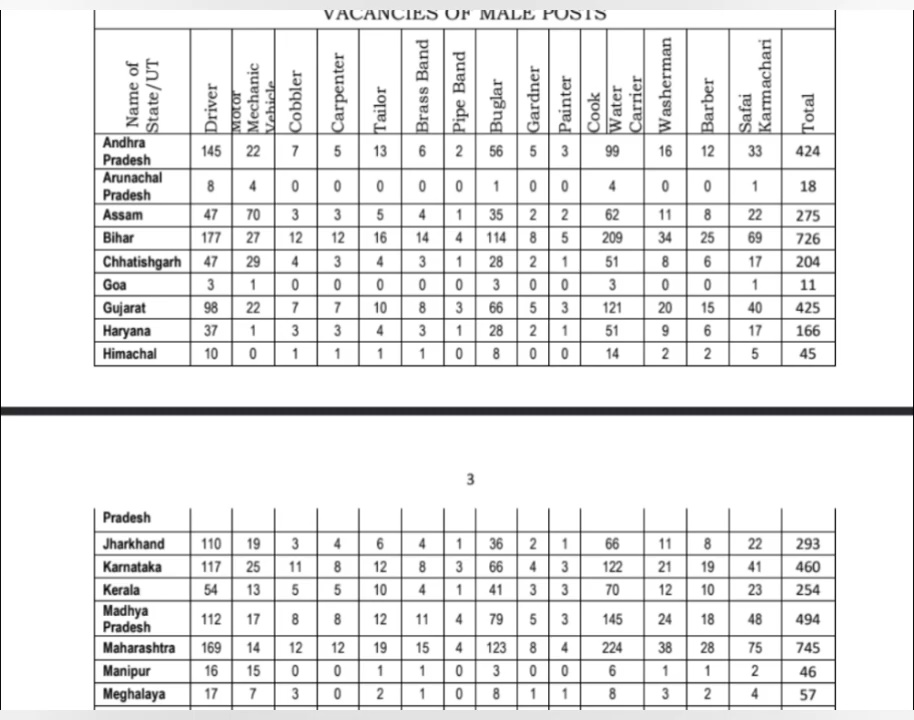 VACANCIES OF MALE POSTS
Name of State/UT Driver Motor Mechanic Vehicle Cobbler Carpenter Tailor Brass Band Pipe Band Buglar Gardner Painter Cook Water Carrier Washerman Barber Safai Karmachari Total
Andhra Pradesh 145 22 7 5 13 6 2 56 5 3 99 16 12 33 424
Arunachal Pradesh 8 4 0 0 0 0 0 1 0 0 4 0 0 1 18
Assam 47 70 3 3 5 4 1 35 2 2 62 11 8 22 275
Bihar 177 27 12 12 16 14 4 114 8 5 209 34 25 69 726
Chhatishgarh 47 29 4 3 4 3 1 28 2 1 51 8 6 17 204
Goa 3 1 0 0 0 0 0 3 0 0 3 0 0 1 11
Gujarat 98 22 7 7 10 8 3 66 5 3 121 20 15 40 425
Haryana 37 1 3 3 4 3 1 28 2 1 51 9 6 17 166
Himachal 10 0 1 1 1 1 0 8 0 0 14 2 2 5 45
3
Pradesh
Jharkhand 110 19 3 4 6 4 1 36 2 1 66 11 8 22 293
Karnataka 117 25 11 8 12 8 3 66 4 3 122 21 19 41 460
Kerala 54 13 5 5 10 4 1 41 3 3 70 12 10 23 254
Madhya Pradesh 112 17 8 8 12 11 4 79 5 3 145 24 18 48 494
Maharashtra 169 14 12 12 19 15 4 123 8 4 224 38 28 75 745
Manipur 16 15 0 0 1 1 0 3 0 0 6 1 1 2 46
Meghalaya 17 7 3 0 2 1 0 8 1 1 8 3 2 4 57